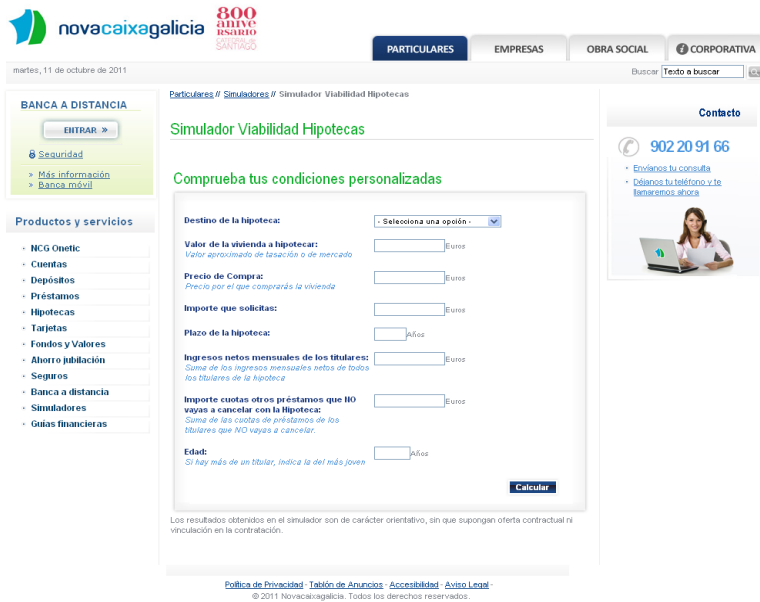 novacaixagalicia
800
anive
rsario
CATEDRAL de
SANTIAGO
PARTICULARES
EMPRESAS
OBRA SOCIAL
CORPORATIVA
martes, 11 de octubre de 2011
Buscar Texto a buscar
BANCA A DISTANCIA
ENTRAR »
Seguridad
» Más información
» Banca móvil
Productos y servicios
· NCG Onetic
· Cuentas
· Depósitos
· Préstamos
· Hipotecas
· Tarjetas
· Fondos y Valores
· Ahorro jubilación
· Seguros
· Banca a distancia
· Simuladores
· Guías financieras
Particulares // Simuladores // Simulador Viabilidad Hipotecas
Simulador Viabilidad Hipotecas
Comprueba tus condiciones personalizadas
Destino de la hipoteca: - Selecciona una opción -
Valor de la vivienda a hipotecar: Euros
Valor aproximado de tasación o de mercado
Precio de Compra: Euros
Precio por el que comprarás la vivienda
Importe que solicitas: Euros
Plazo de la hipoteca: Años
Ingresos netos mensuales de los titulares: Euros
Suma de los ingresos mensuales netos de todos
los titulares de la hipoteca
Importe cuotas otros préstamos que NO Euros
vayas a cancelar con la Hipoteca:
Suma de las cuotas de préstamos de los
titulares que NO vayas a cancelar.
Edad: Años
Si hay más de un titular, indica la del más joven
Calcular
Los resultados obtenidos en el simulador son de carácter orientativo, sin que supongan oferta contractual ni
vinculación en la contratación.
Contacto
902 20 91 66
· Envíanos tu consulta
· Déjanos tu teléfono y te
llamaremos ahora
Política de Privacidad - Tablón de Anuncios - Accesibilidad - Aviso Legal -
© 2011 Novacaixagalicia. Todos los derechos reservados.